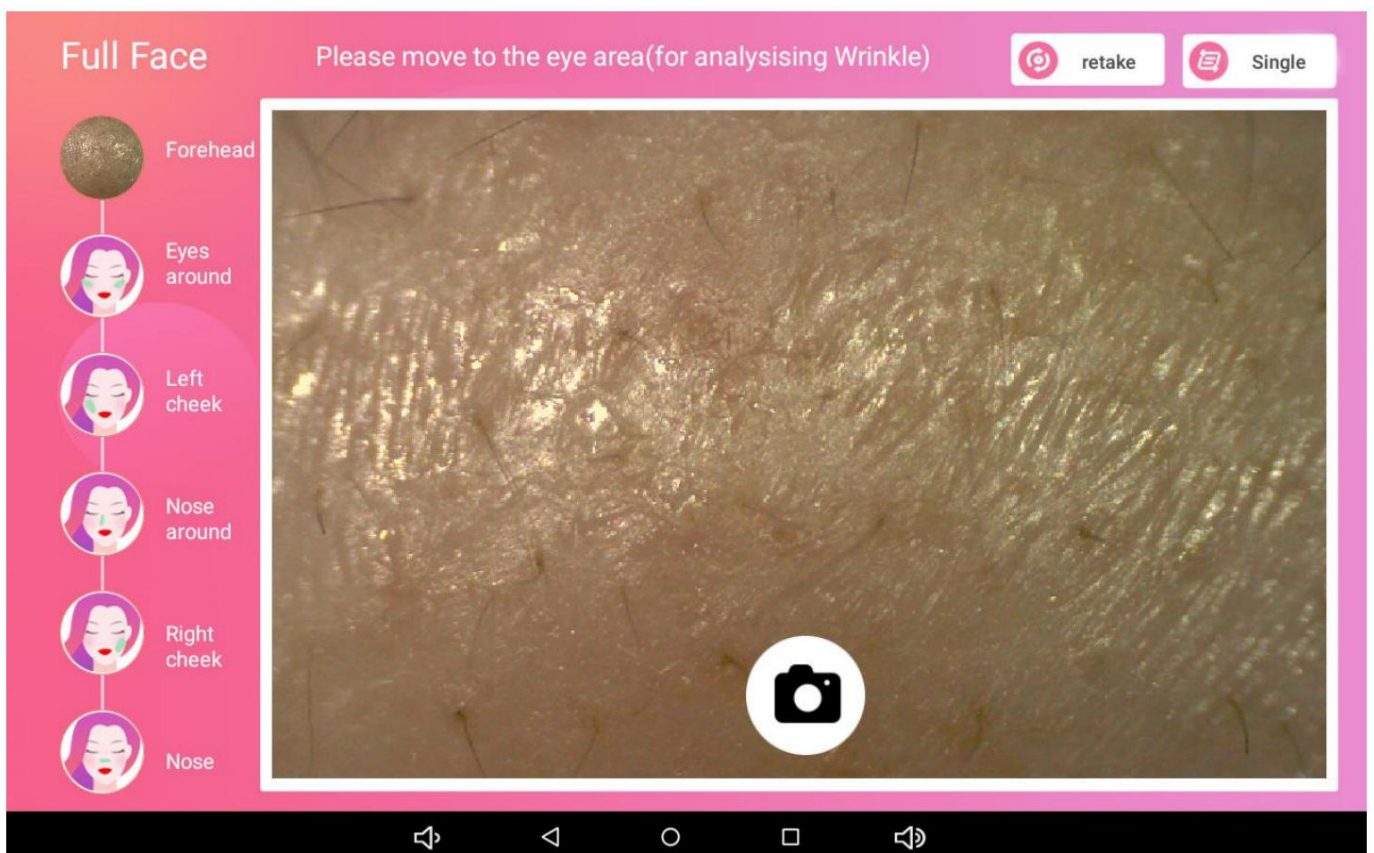 Full Face
Please move to the eye area(for analysising Wrinkle)
retake
Single
Forehead
Eyes
around
Left
cheek
Nose
around
Right
cheek
Nose